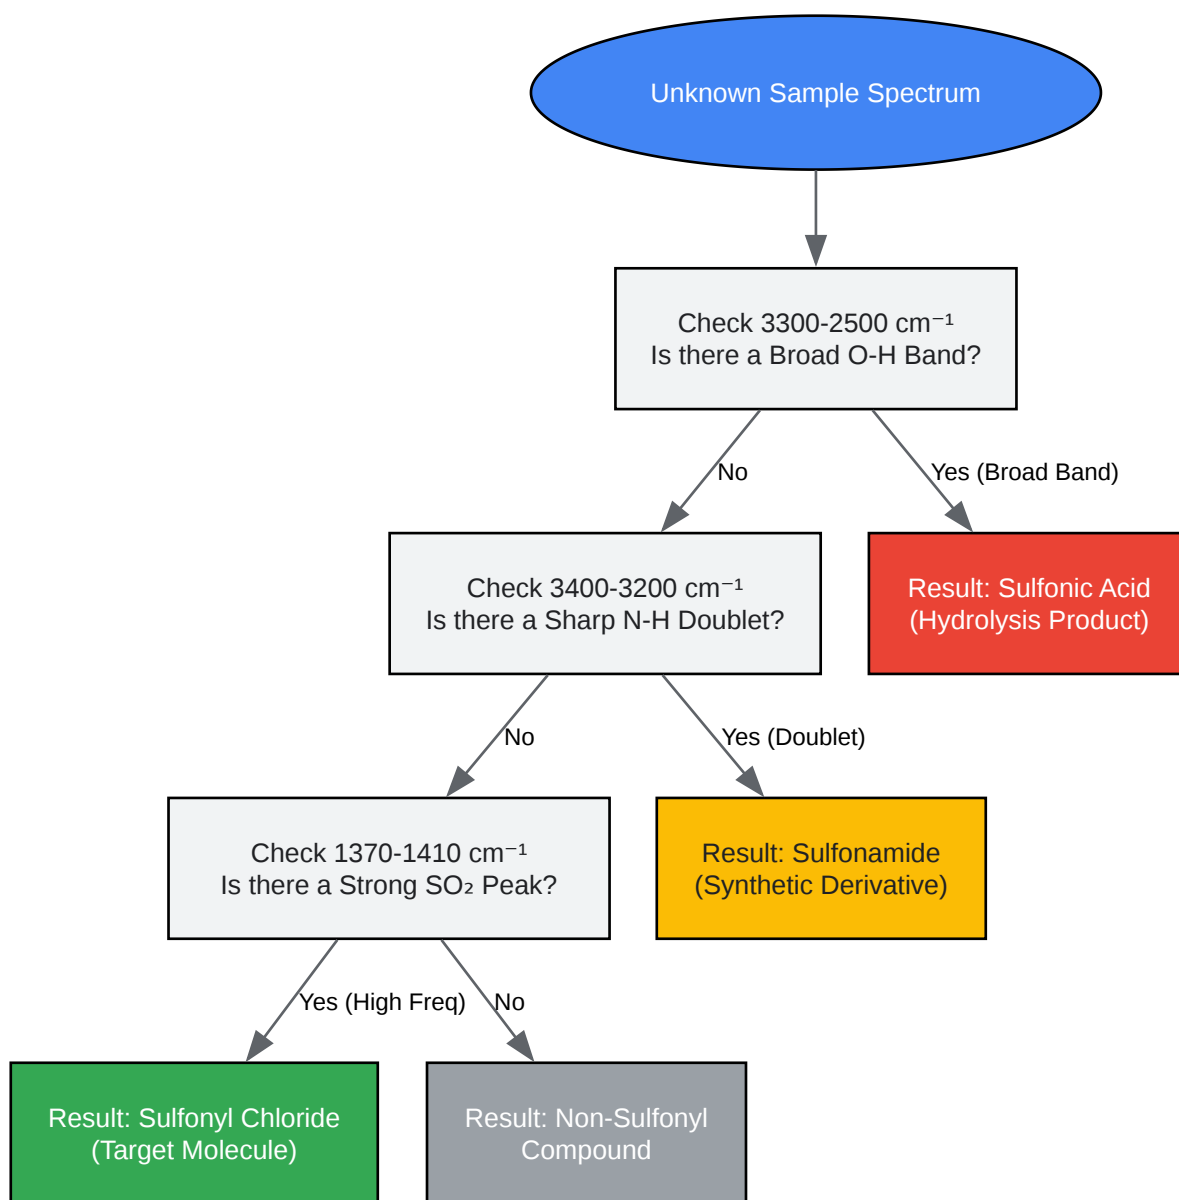 Unknown Sample Spectrum
Check 3300-2500 cm⁻¹
Is there a Broad O-H Band?
No
Yes (Broad Band)
Check 3400-3200 cm⁻¹
Is there a Sharp N-H Doublet?
Result: Sulfonic Acid
(Hydrolysis Product)
No
Yes (Doublet)
Check 1370-1410 cm⁻¹
Is there a Strong SO₂ Peak?
Result: Sulfonamide
(Synthetic Derivative)
Yes (High Freq)
No
Result: Sulfonyl Chloride
(Target Molecule)
Result: Non-Sulfonyl
Compound